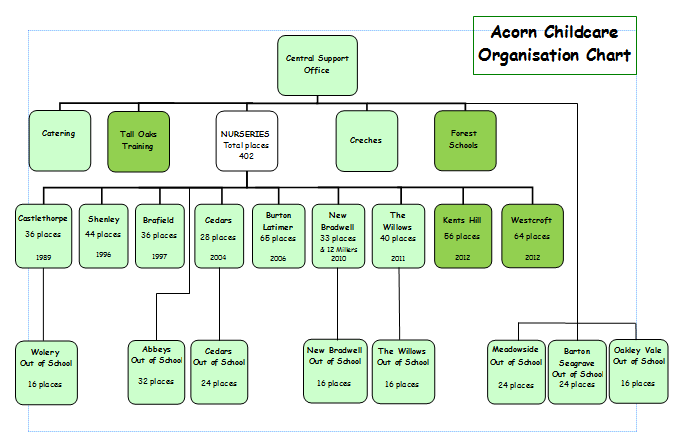 Acorn Childcare
Organisation Chart
Central Support
Office
Catering
Tall Oaks
Training
NURSERIES
Total places
402
Creches
Forest
Schools
Castlethorpe
36 places
1989
Shenley
44 places
1996
Brafield
36 places
1997
Cedars
28 places
2004
Burton
Latimer
65 places
2006
New
Bradwell
33 places
& 12 Millers
2010
The
Willows
40 places
2011
Kents Hill
56 places
2012
Westcroft
64 places
2012
Wolery
Out of School
16 places
Abbeys
Out of School
32 places
Cedars
Out of School
24 places
New Bradwell
Out of School
16 places
The Willows
Out of School
16 places
Meadowside
Out of School
24 places
Barton
Seagrave
Out of School
24 places
Oakley Vale
Out of School
16 places